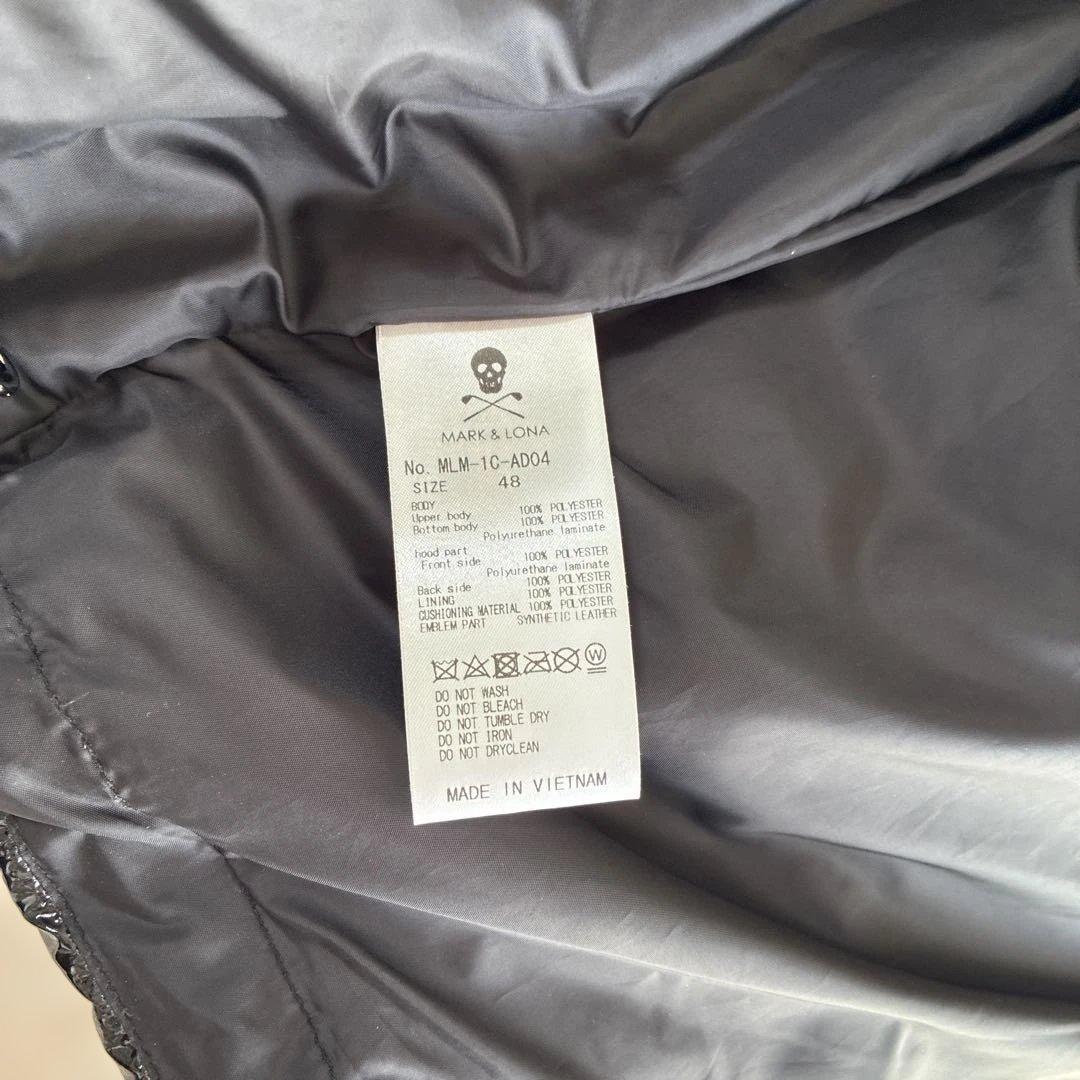 MARK & LONA
No. MLM-1C-AD04
SIZE 48
BODY
Upper body 100% POLYESTER
Bottom body 100% POLYESTER
Polyurethane laminate
hood part
Front side 100% POLYESTER
Polyurethane laminate
Back side 100% POLYESTER
LINING 100% POLYESTER
CUSHIONING MATERIAL 100% POLYESTER
EMBLEM PART SYNTHETIC LEATHER
W
DO NOT WASH
DO NOT BLEACH
DO NOT TUMBLE DRY
DO NOT IRON
DO NOT DRYCLEAN
MADE IN VIETNAM